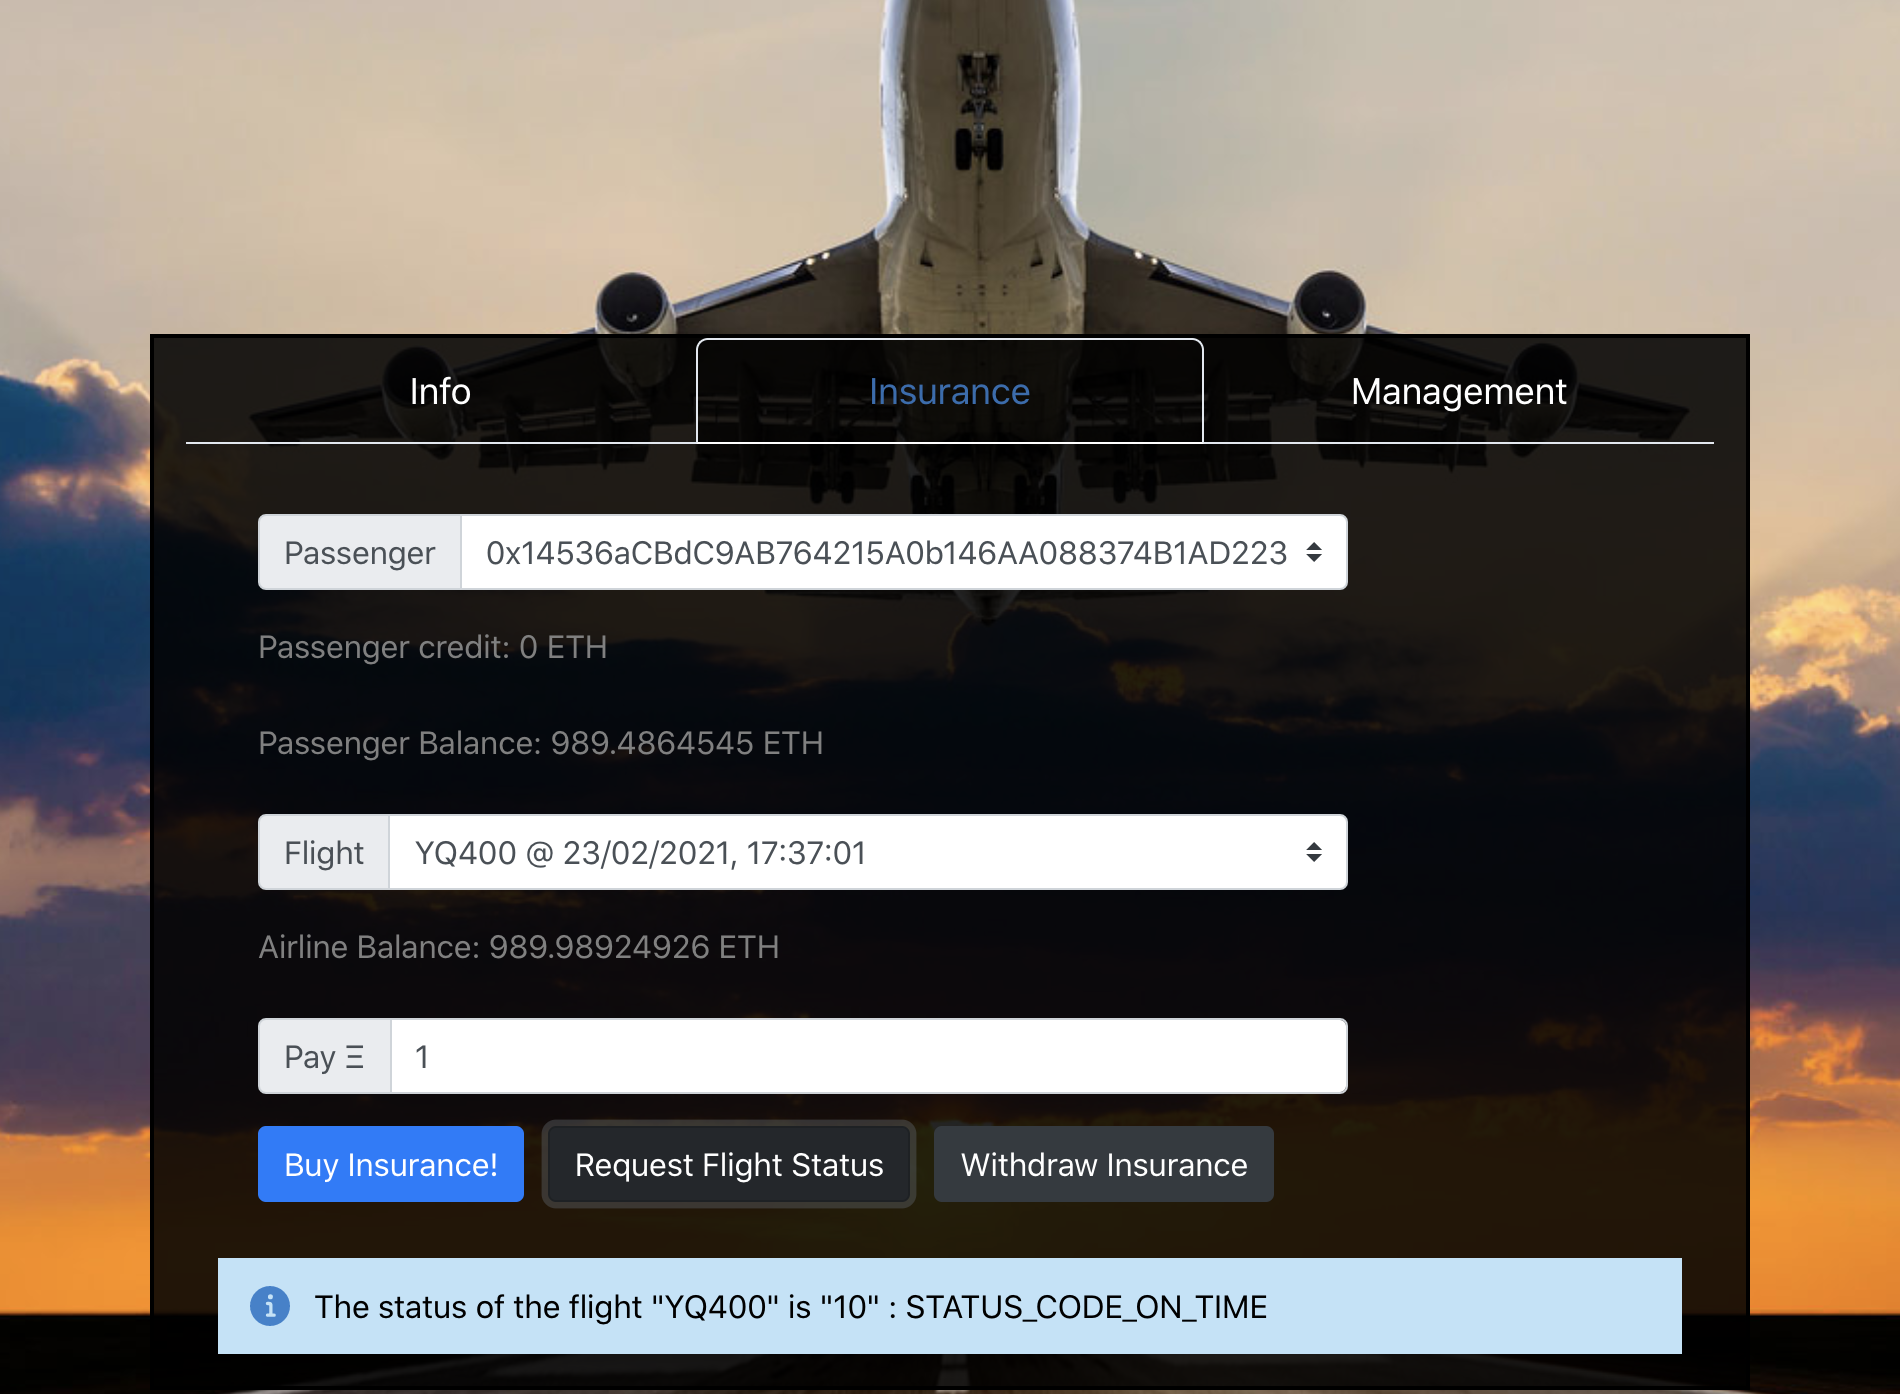 Info
Insurance
Management
Passenger 0x14536aCBdC9AB764215A0b146AA088374B1AD223
Passenger credit: 0 ETH
Passenger Balance: 989.4864545 ETH
Flight YQ400 @ 23/02/2021, 17:37:01
Airline Balance: 989.98924926 ETH
Pay Ξ 1
Buy Insurance! Request Flight Status Withdraw Insurance
The status of the flight "YQ400" is "10" : STATUS_CODE_ON_TIME